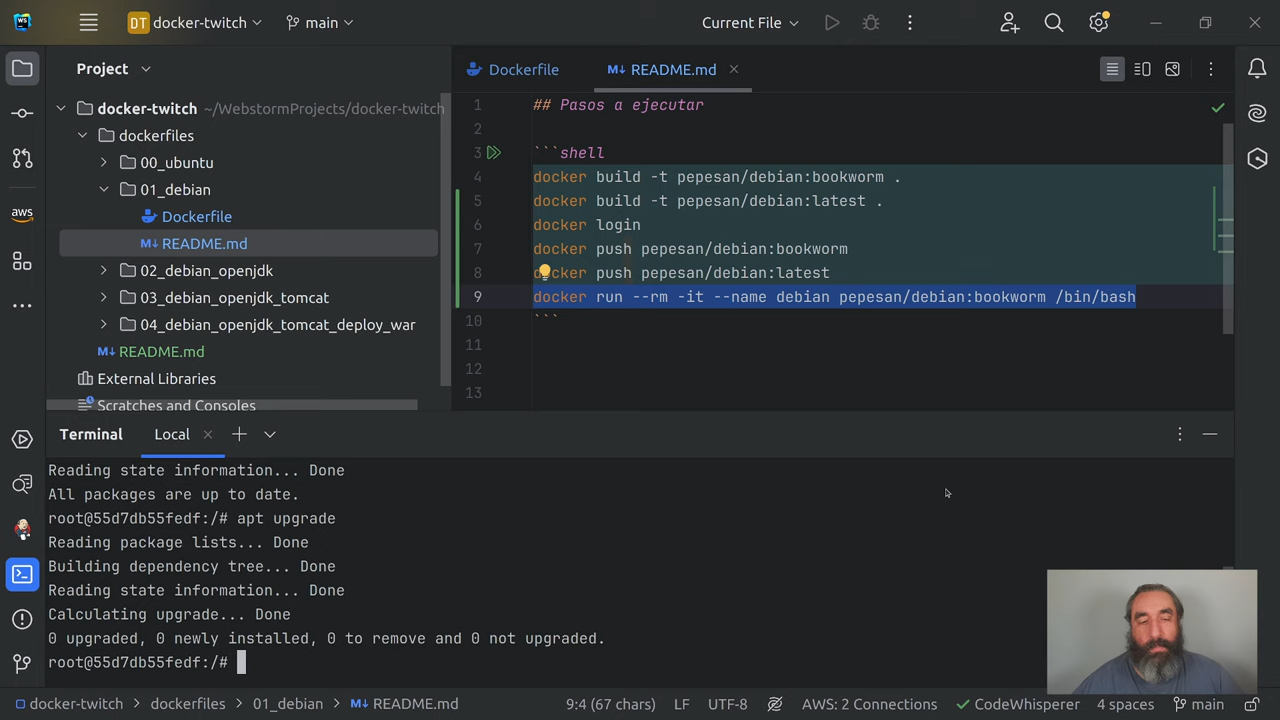 WS
DT docker-twitch
main
Current File
Project
docker-twitch ~/WebstormProjects/docker-twitch
dockerfiles
00_ubuntu
01_debian
Dockerfile
README.md
02_debian_openjdk
03_debian_openjdk_tomcat
04_debian_openjdk_tomcat_deploy_war
README.md
External Libraries
Scratches and Consoles
aws
Dockerfile
README.md
1 ## Pasos a ejecutar
2
3 ```shell
4 docker build -t pepesan/debian:bookworm .
5 docker build -t pepesan/debian:latest .
6 docker login
7 docker push pepesan/debian:bookworm
8 docker push pepesan/debian:latest
9 docker run --rm -it --name debian pepesan/debian:bookworm /bin/bash
10 ```
11
12
13
Terminal Local
Reading state information... Done
All packages are up to date.
root@55d7db55fedf:/# apt upgrade
Reading package lists... Done
Building dependency tree... Done
Reading state information... Done
Calculating upgrade... Done
0 upgraded, 0 newly installed, 0 to remove and 0 not upgraded.
root@55d7db55fedf:/#
docker-twitch > dockerfiles > 01_debian > README.md 9:4 (67 chars) LF UTF-8 AWS: 2 Connections CodeWhisperer 4 spaces main